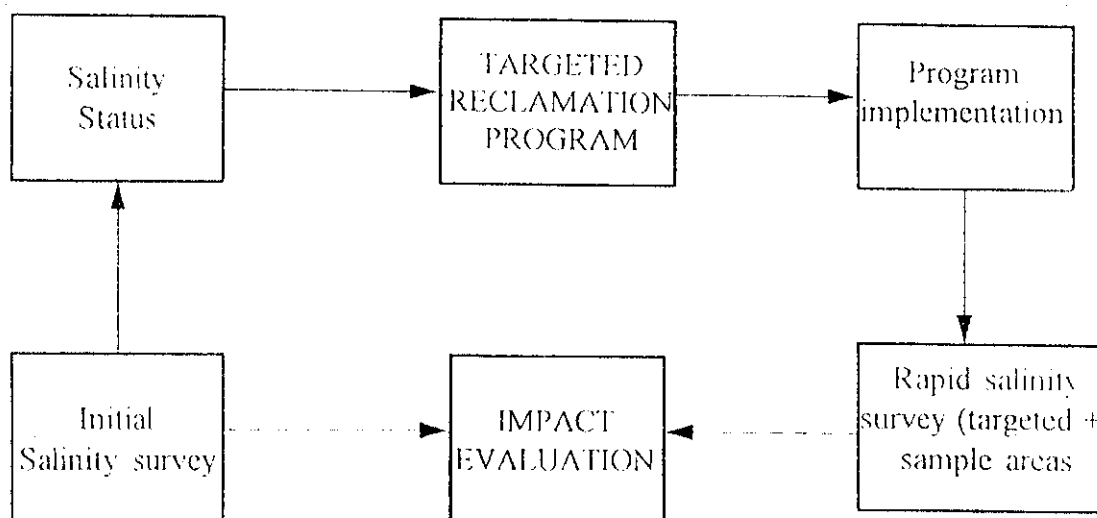 Salinity
Status
TARGETED
RECLAMATION
PROGRAM
Program
implementation
Initial
Salinity survey
IMPACT
EVALUATION
Rapid salinity
survey (targeted +
sample areas